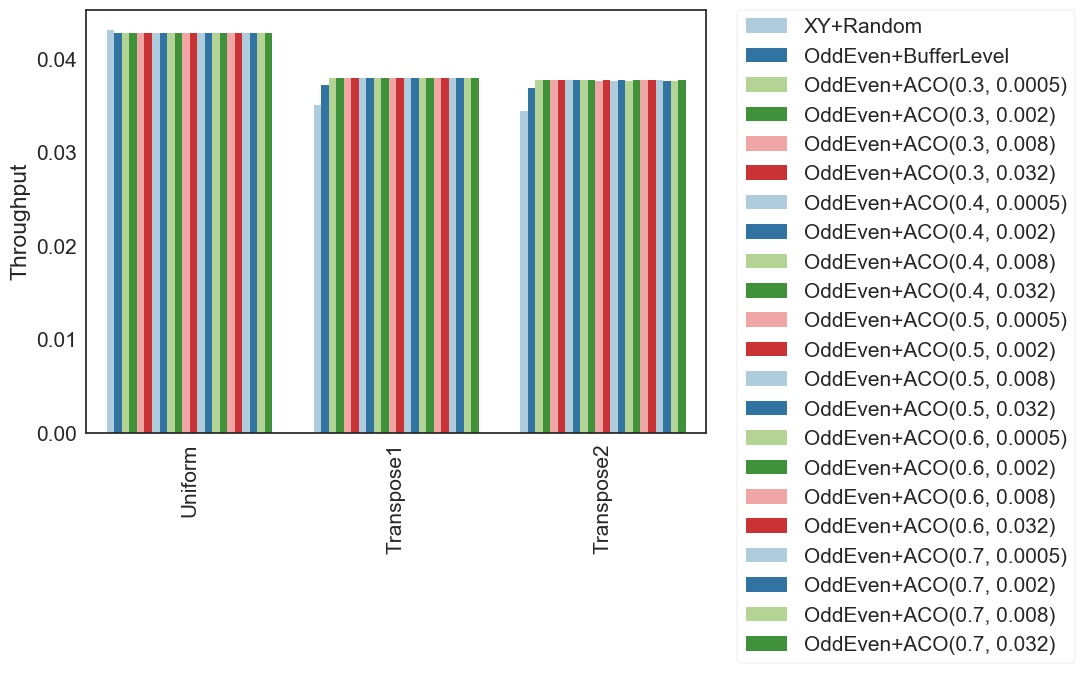 Throughput
0.04
0.03
0.02
0.01
0.00
Uniform
Transpose1
Transpose2
XY+Random
OddEven+BufferLevel
OddEven+ACO(0.3, 0.0005)
OddEven+ACO(0.3, 0.002)
OddEven+ACO(0.3, 0.008)
OddEven+ACO(0.3, 0.032)
OddEven+ACO(0.4, 0.0005)
OddEven+ACO(0.4, 0.002)
OddEven+ACO(0.4, 0.008)
OddEven+ACO(0.4, 0.032)
OddEven+ACO(0.5, 0.0005)
OddEven+ACO(0.5, 0.002)
OddEven+ACO(0.5, 0.008)
OddEven+ACO(0.5, 0.032)
OddEven+ACO(0.6, 0.0005)
OddEven+ACO(0.6, 0.002)
OddEven+ACO(0.6, 0.008)
OddEven+ACO(0.6, 0.032)
OddEven+ACO(0.7, 0.0005)
OddEven+ACO(0.7, 0.002)
OddEven+ACO(0.7, 0.008)
OddEven+ACO(0.7, 0.032)